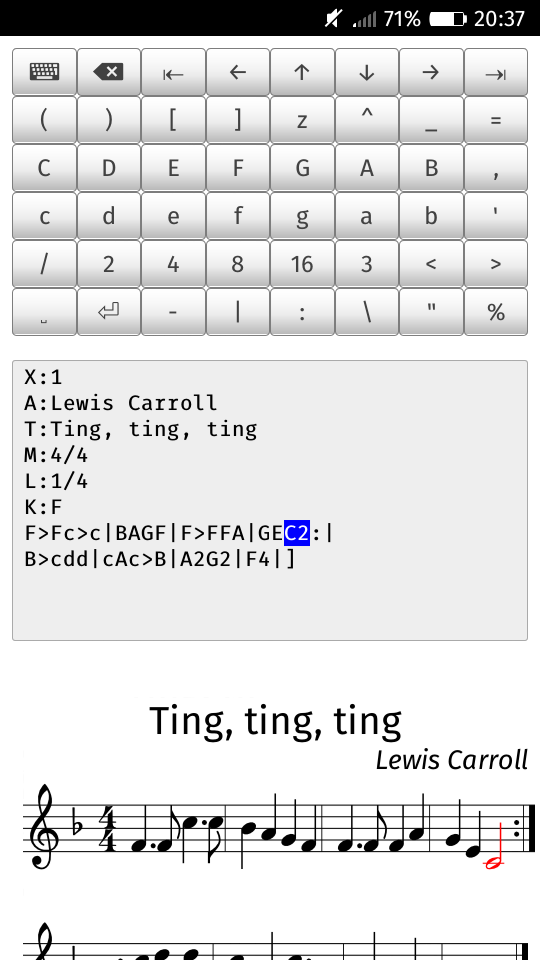 71% 20:37
( ) [ ] z ^ _ =
C D E F G A B ,
c d e f g a b '
/ 2 4 8 16 3 < >
- | : \ " %
X:1
A:Lewis Carroll
T:Ting, ting, ting
M:4/4
L:1/4
K:F
F>Fc>c|BAGF|F>FFA|GEC2:|
B>cdd|cAc>B|A2G2|F4|]
Ting, ting, ting
Lewis Carroll
4
4